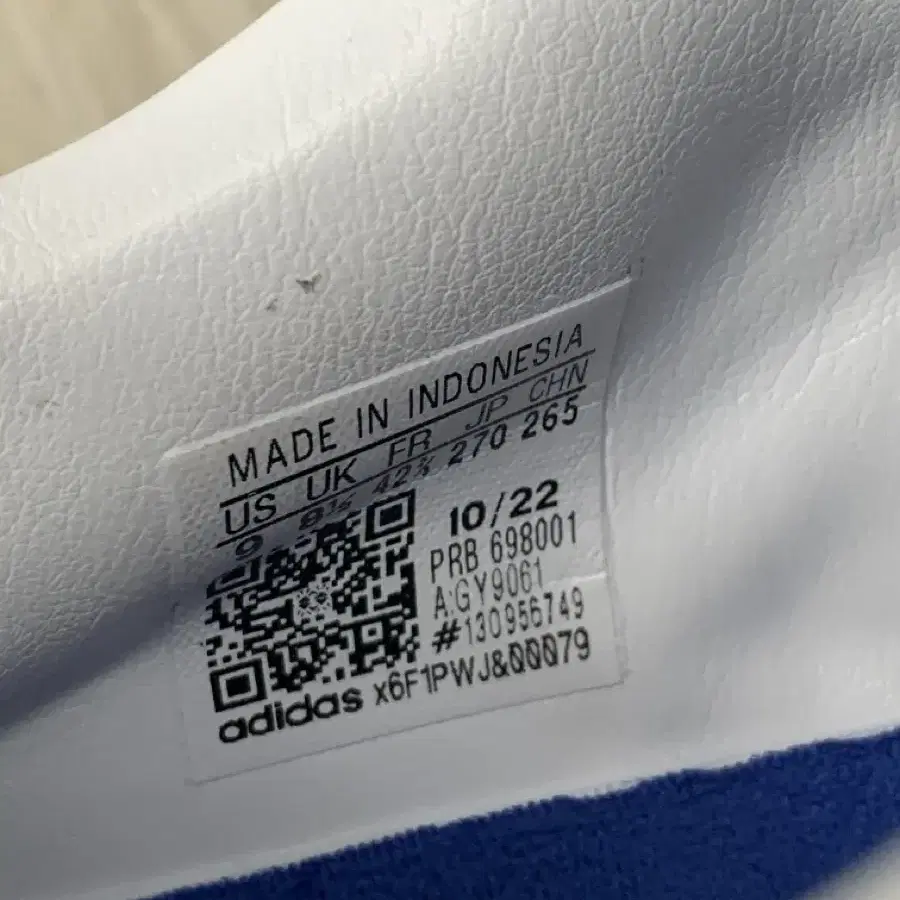 MADE IN INDONESIA
US UK FR JP CHN
9 8½ 42⅔ 270 265
10/22
PRB 698001
A:GY9061
#130956749
adidas x6F1PWJ&00079